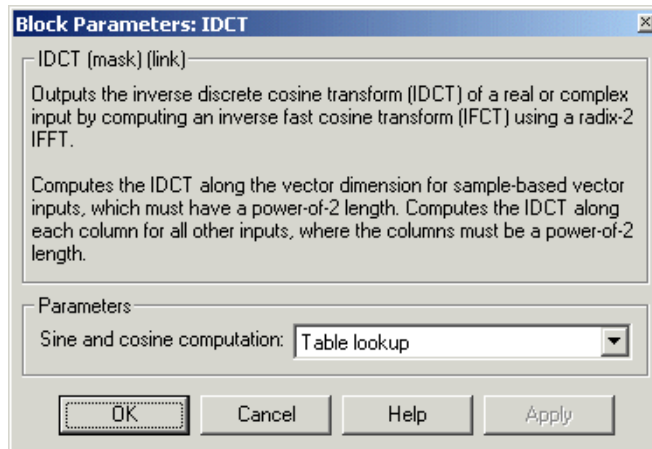 Block Parameters: IDCT
IDCT (mask) (link)
Outputs the inverse discrete cosine transform (IDCT) of a real or complex
input by computing an inverse fast cosine transform (IFCT) using a radix-2
IFFT.
Computes the IDCT along the vector dimension for sample-based vector
inputs, which must have a power-of-2 length. Computes the IDCT along
each column for all other inputs, where the columns must be a power-of-2
length.
Parameters
Sine and cosine computation: Table lookup
OK Cancel Help Apply